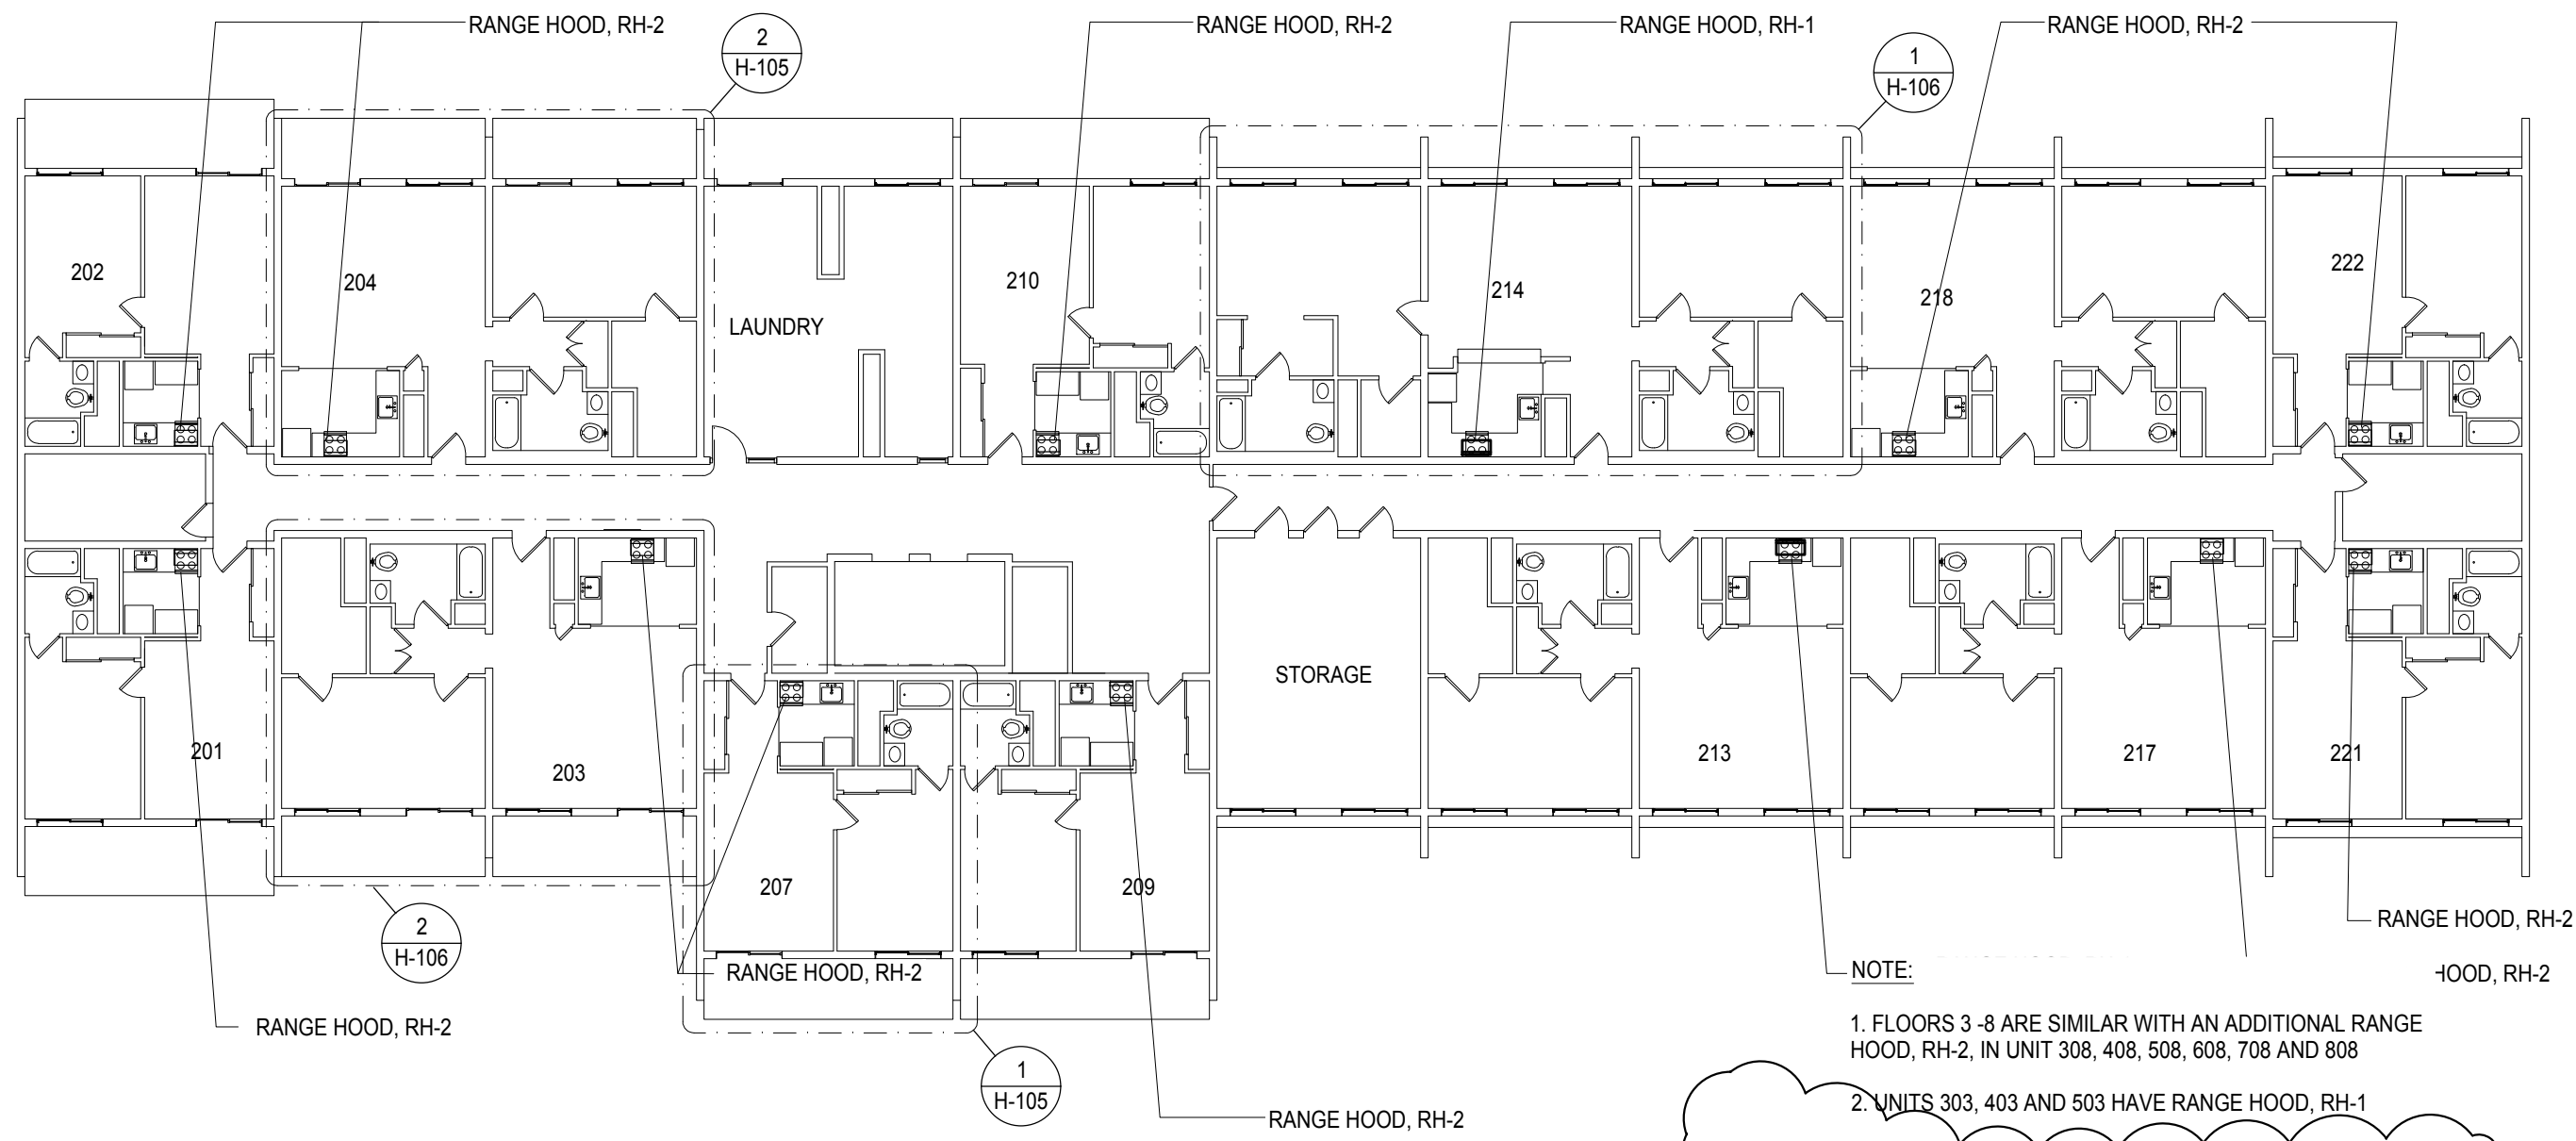 RANGE HOOD, RH-2
RANGE HOOD, RH-2
RANGE HOOD, RH-1
RANGE HOOD, RH-2
2
H-105
1
H-106
202
204
LAUNDRY
210
214
218
222
201
203
STORAGE
213
217
221
207
209
2
H-106
RANGE HOOD, RH-2
RANGE HOOD, RH-2
RANGE HOOD, RH-2
1
H-105
RANGE HOOD, RH-2
HOOD, RH-2
NOTE:
1. FLOORS 3 -8 ARE SIMILAR WITH AN ADDITIONAL RANGE
HOOD, RH-2, IN UNIT 308, 408, 508, 608, 708 AND 808
2. UNITS 303, 403 AND 503 HAVE RANGE HOOD, RH-1